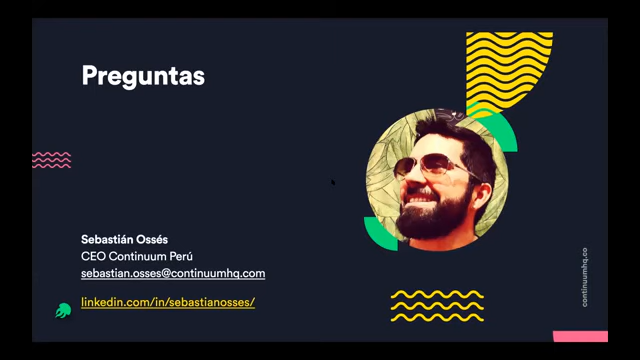 Preguntas
Sebastián Ossés
CEO Continuum Perú
sebastian.osses@continuumhq.com
linkedin.com/in/sebastianosses/
continuumhq.co